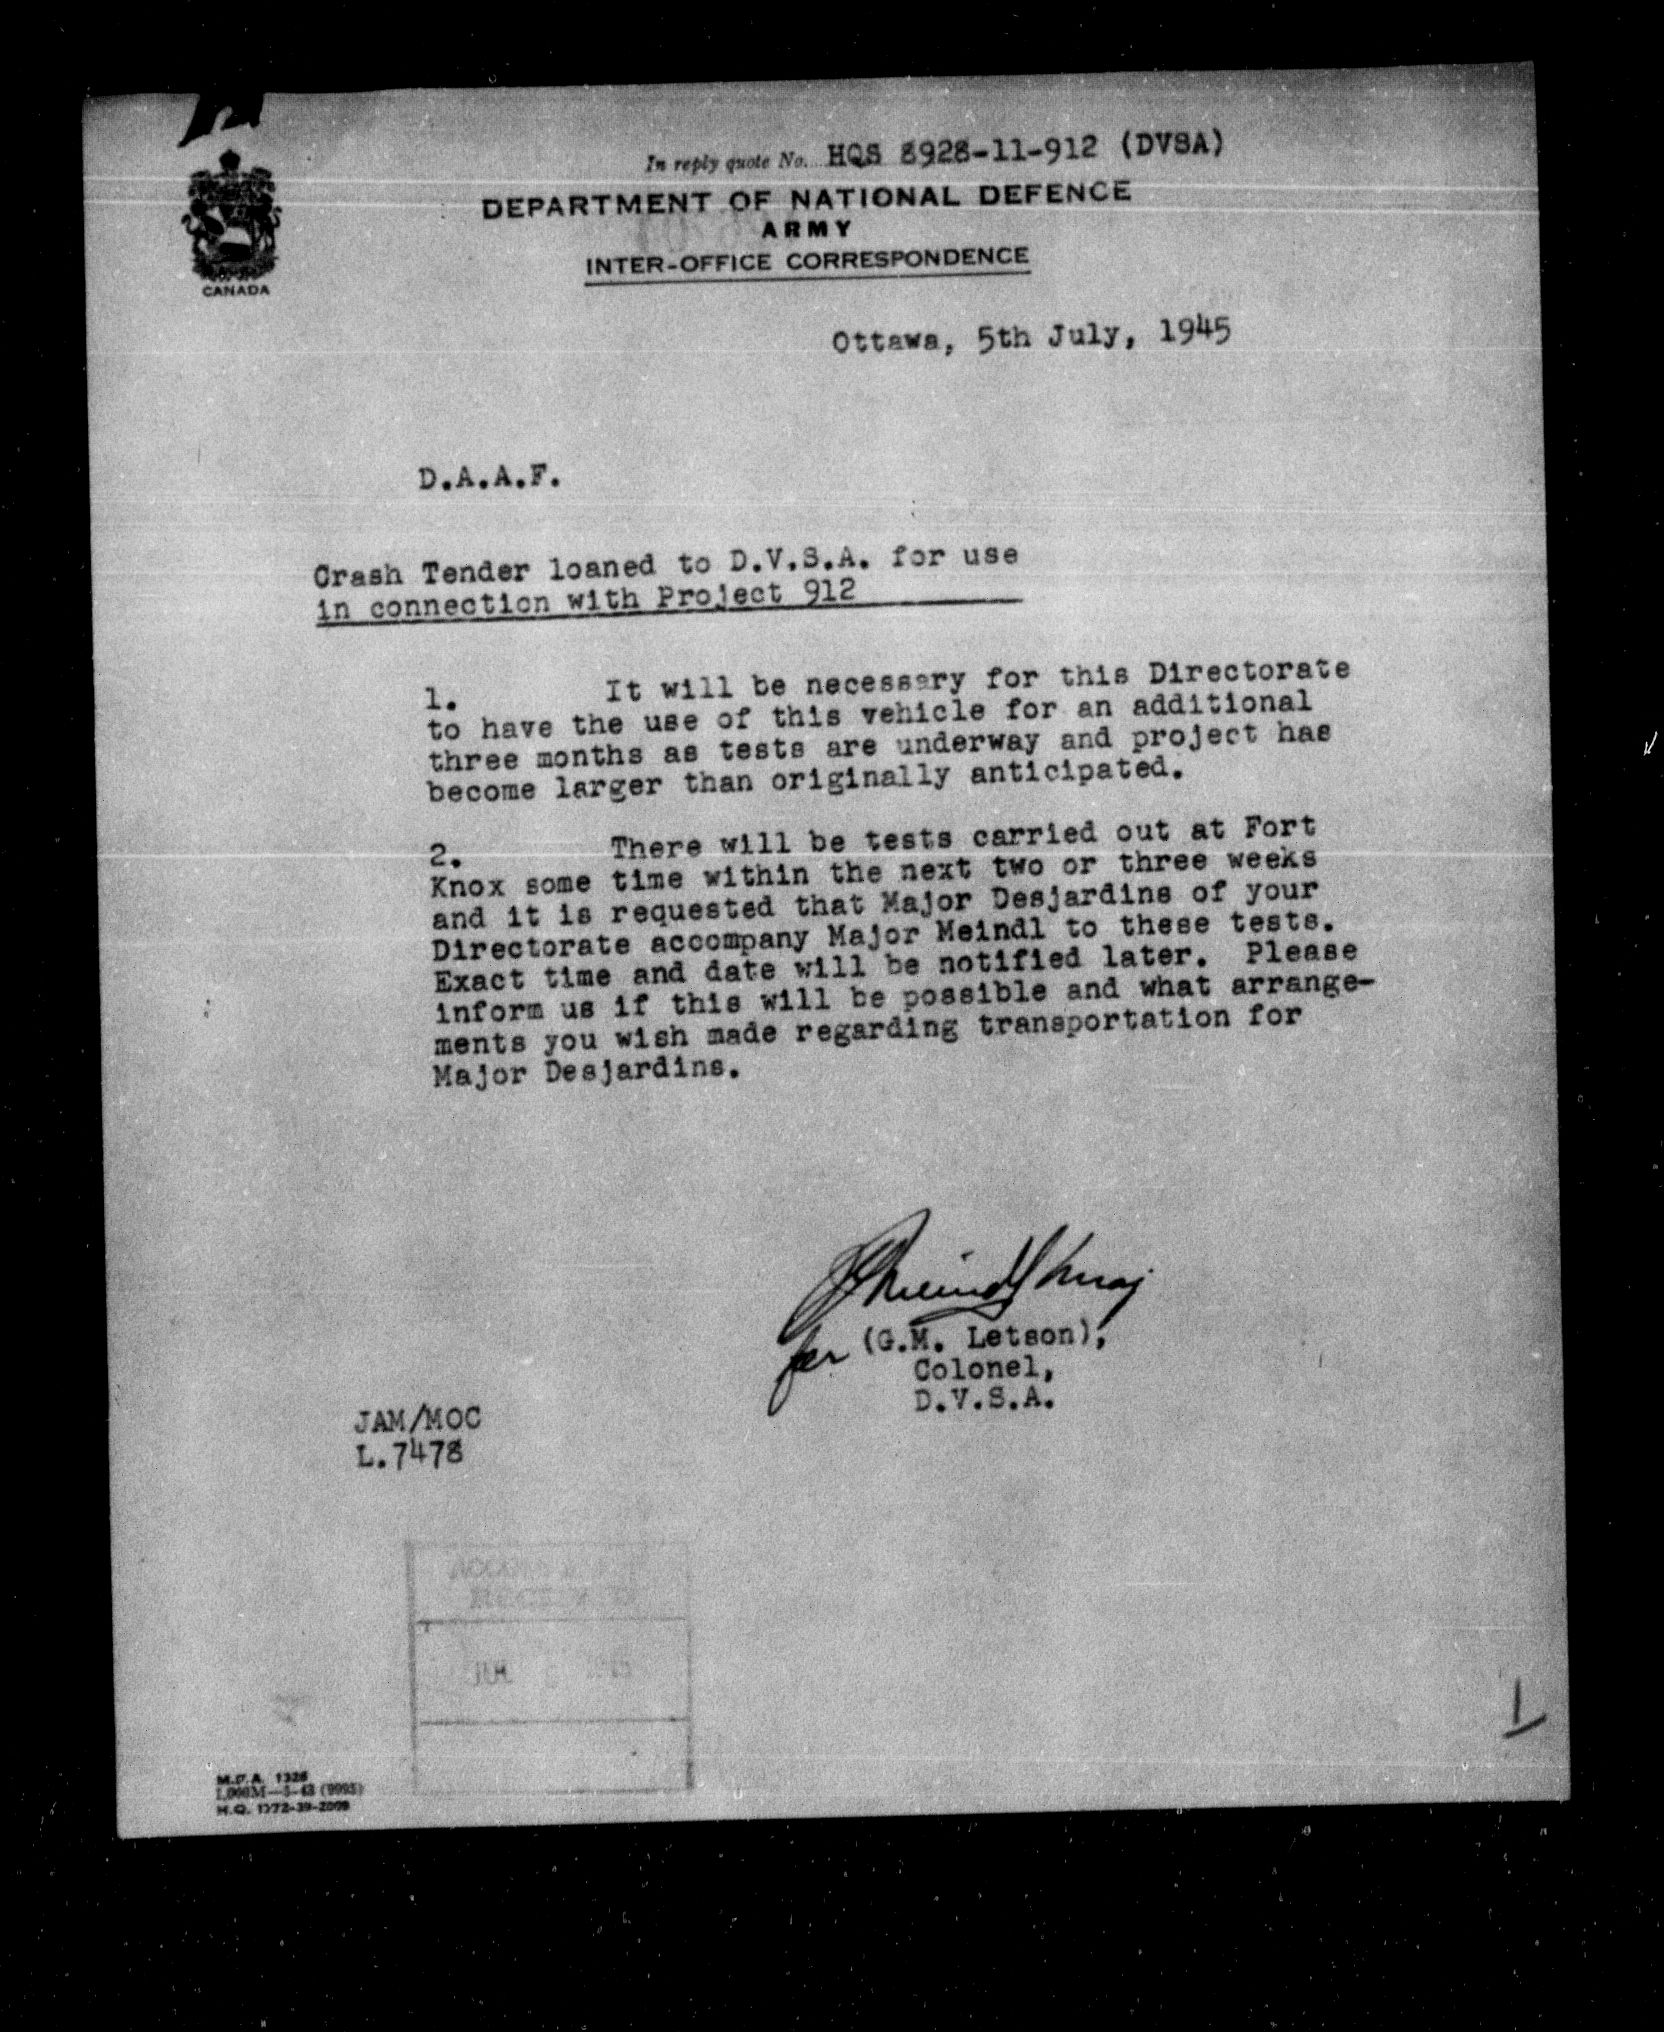 In reply quote No. HQS 8928-11-912 (DVSA)
DEPARTMENT OF NATIONAL DEFENCE
ARMY
INTER-OFFICE CORRESPONDENCE
CANADA
Ottawa, 5th July, 1945
D.A.A.F.
Crash Tender loaned to D.V.S.A. for use
in connection with Project 912
1. It will be necessary for this Directorate
to have the use of this vehicle for an additional
three months as tests are underway and project has
become larger than originally anticipated.
2. There will be tests carried out at Fort
Knox some time within the next two or three weeks
and it is requested that Major Desjardins of your
Directorate accompany Major Meindl to these tests.
Exact time and date will be notified later. Please
inform us if this will be possible and what arrange-
ments you wish made regarding transportation for
Major Desjardins.
for (G.M. Letson),
Colonel,
D.V.S.A.
JAM/MOC
L.7478
JUL
M.F.A. 1326
H.Q. 1772-39-2009
1